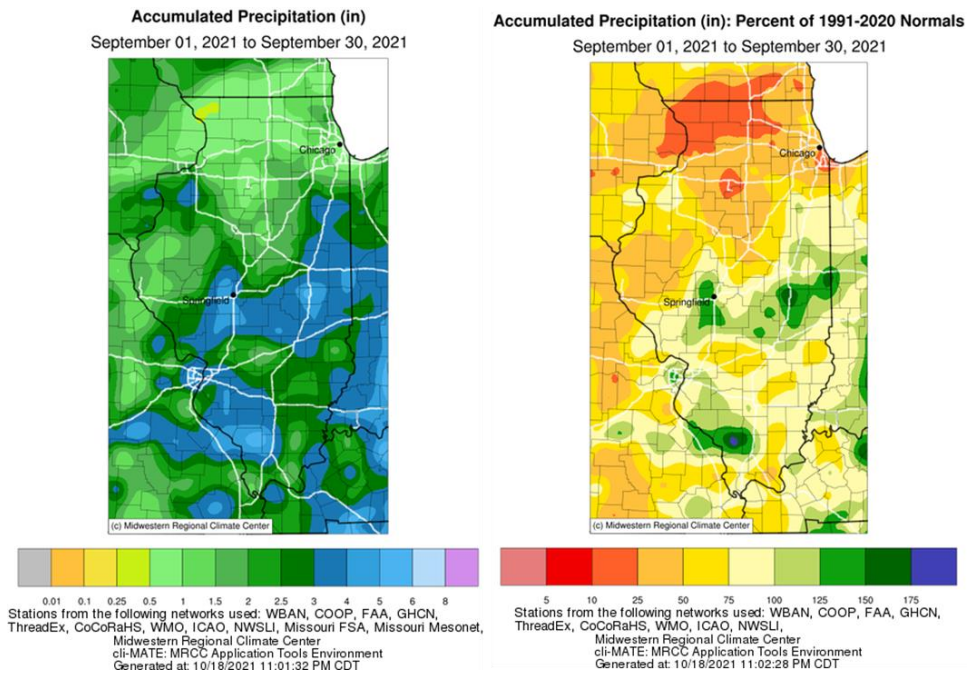 Accumulated Precipitation (in)
September 01, 2021 to September 30, 2021
Chicago
Springfield
(c) Midwestern Regional Climate Center
0.01 0.1 0.25 0.5 1 1.5 2 2.5 3 4 5 6 8
Stations from the following networks used: WBAN, COOP, FAA, GHCN,
ThreadEx, CoCoRaHS, WMO, ICAO, NWSLI, Missouri FSA, Missouri Mesonet,
Midwestern Regional Climate Center
cli-MATE: MRCC Application Tools Environment
Generated at: 10/18/2021 11:01:32 PM CDT
Accumulated Precipitation (in): Percent of 1991-2020 Normals
September 01, 2021 to September 30, 2021
Chicago
Springfield
(c) Midwestern Regional Climate Center
5 10 25 50 75 100 125 150 175
Stations from the following networks used: WBAN, COOP, FAA, GHCN,
ThreadEx, CoCoRaHS, WMO, ICAO, NWSLI,
Midwestern Regional Climate Center
cli-MATE: MRCC Application Tools Environment
Generated at: 10/18/2021 11:02:28 PM CDT